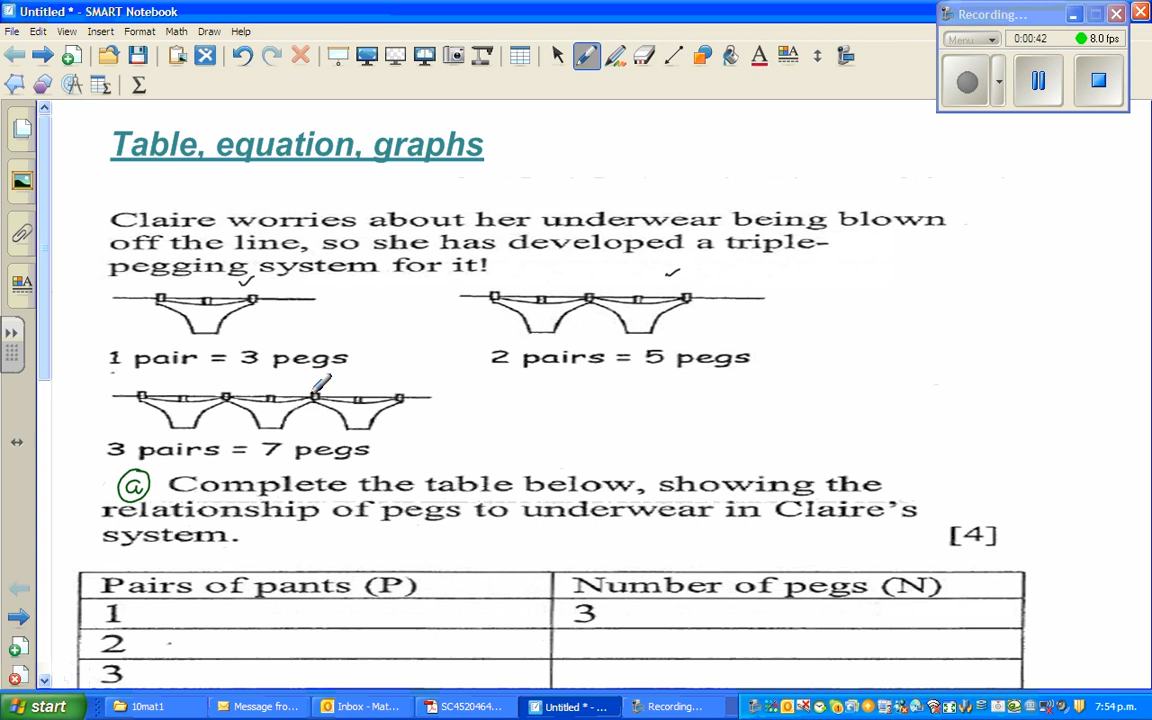 Untitled * - SMART Notebook
Recording...
File Edit View Insert Format Math Draw Help
Menu 0:00:42 8.0 fps
Table, equation, graphs
Claire worries about her underwear being blown
off the line, so she has developed a triple-
pegging system for it!
1 pair = 3 pegs 2 pairs = 5 pegs
3 pairs = 7 pegs
a Complete the table below, showing the
relationship of pegs to underwear in Claire's
system. [4]
Pairs of pants (P) Number of pegs (N)
1 3
2
3
start 10mat1 Message fro... Inbox - Mat... SC4520464... Untitled * - ... Recording... 7:54 p.m.